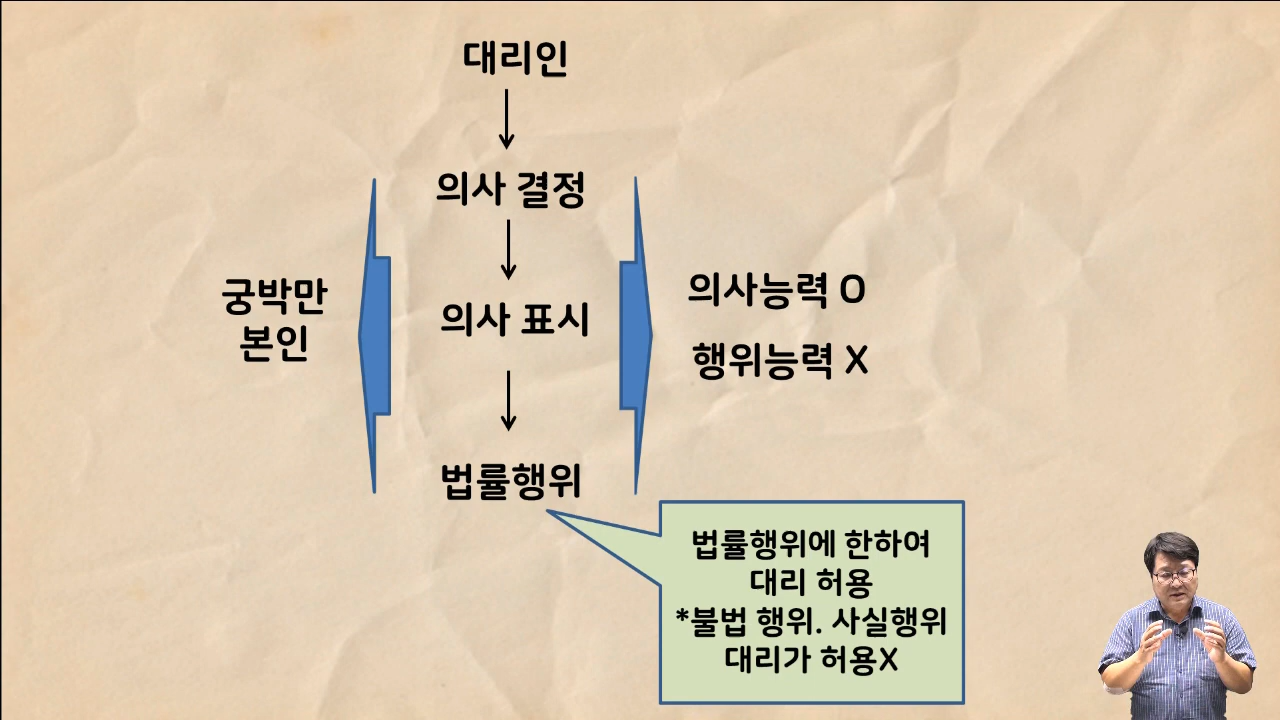 대리인
의사 결정
궁박만
본인
의사 표시
의사능력 O
행위능력 X
법률행위
법률행위에 한하여
대리 허용
*불법 행위. 사실행위
대리가 허용X